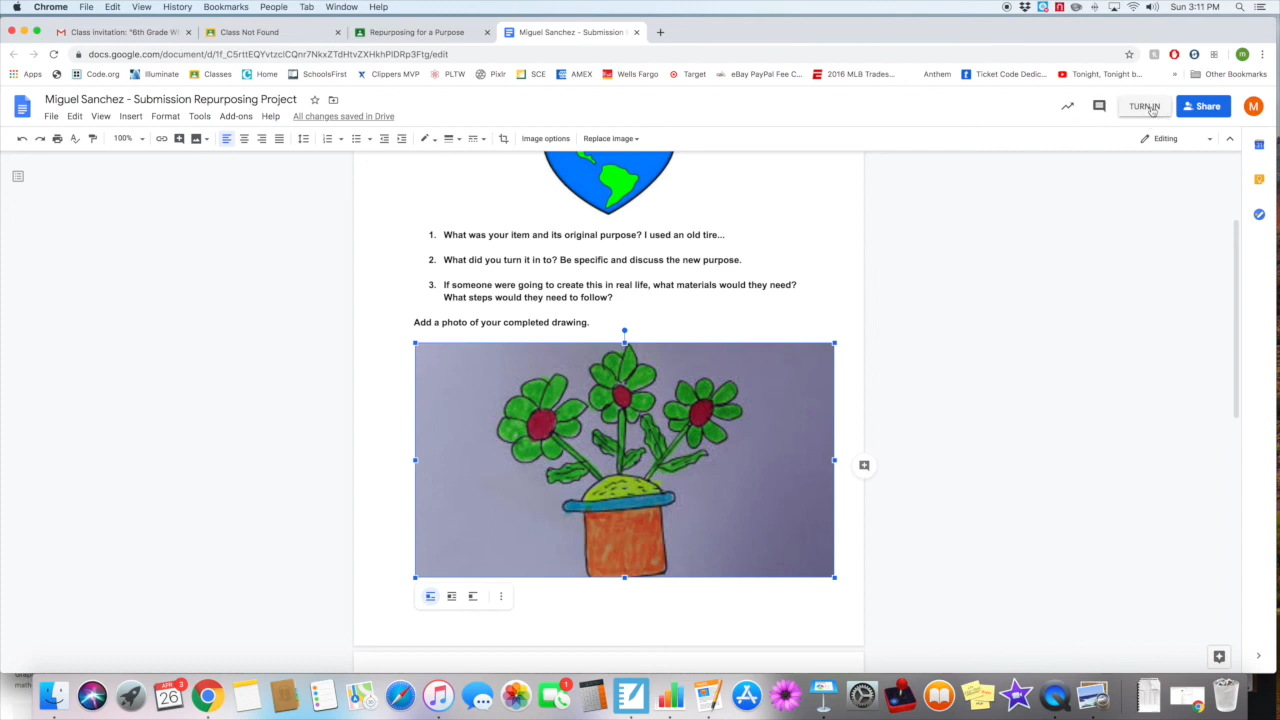 Chrome File Edit View History Bookmarks People Tab Window Help Sun 3:11 PM
Class invitation: "6th Grade W Class Not Found Repurposing for a Purpose Miguel Sanchez - Submission
docs.google.com/document/d/1f_C5rttEQYvtzclCQnr7NkxZTdHtvZXHkhPlDRp3Ftg/edit
Apps Code.org Illuminate Classes Home SchoolsFirst Clippers MVP PLTW Pixlr SCE AMEX Wells Fargo Target eBay PayPal Fee C... 2016 MLB Trades... Anthem Ticket Code Dedic... Tonight, Tonight b... » Other Bookmarks
Miguel Sanchez - Submission Repurposing Project
TURN IN Share M
File Edit View Insert Format Tools Add-ons Help All changes saved in Drive
100% Image options Replace image Editing
1. What was your item and its original purpose? I used an old tire...
2. What did you turn it in to? Be specific and discuss the new purpose.
3. If someone were going to create this in real life, what materials would they need?
What steps would they need to follow?
Add a photo of your completed drawing.
math
APR
26
3
1